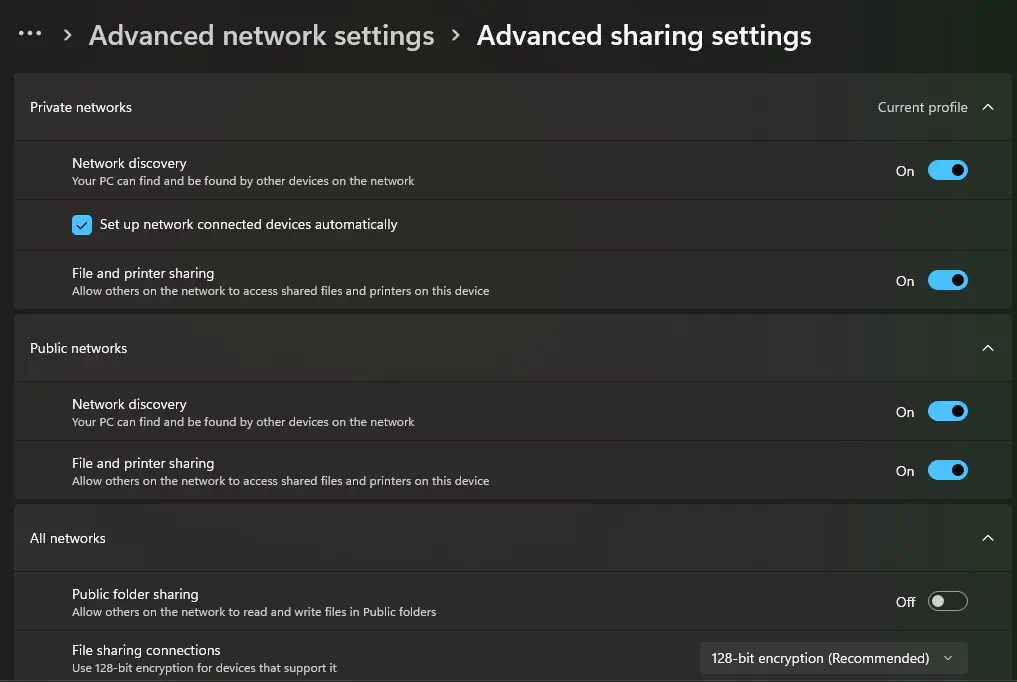 ··· > Advanced network settings > Advanced sharing settings
Private networks Current profile
Network discovery
Your PC can find and be found by other devices on the network
On
Set up network connected devices automatically
File and printer sharing
Allow others on the network to access shared files and printers on this device
On
Public networks
Network discovery
Your PC can find and be found by other devices on the network
On
File and printer sharing
Allow others on the network to access shared files and printers on this device
On
All networks
Public folder sharing
Allow others on the network to read and write files in Public folders
Off
File sharing connections
Use 128-bit encryption for devices that support it
128-bit encryption (Recommended)